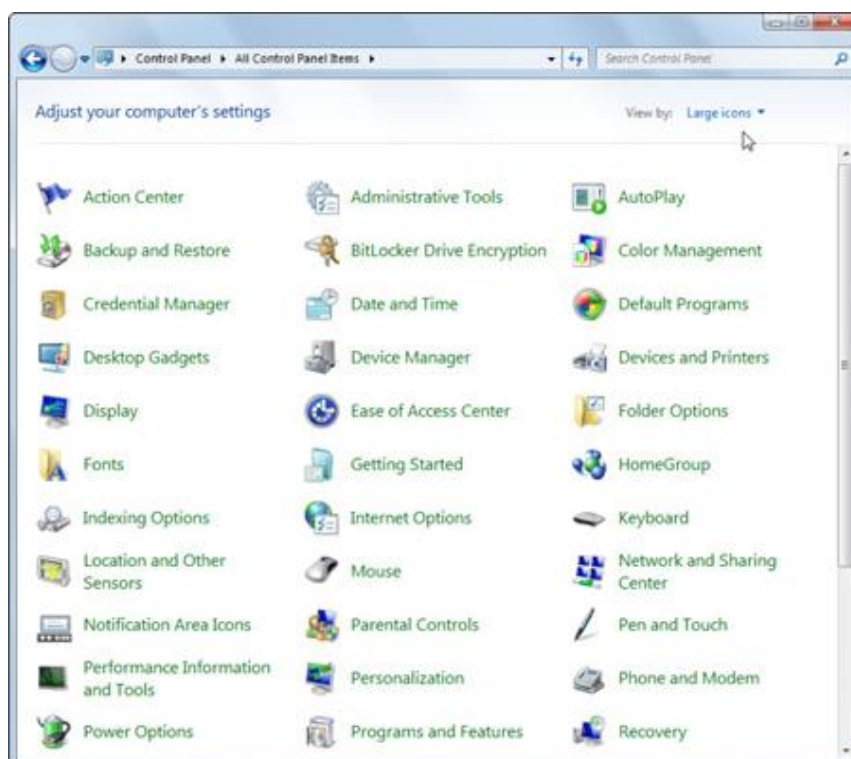 Control Panel All Control Panel Items
Search Control Panel
Adjust your computer's settings
View by: Large icons
Action Center
Administrative Tools
AutoPlay
Backup and Restore
BitLocker Drive Encryption
Color Management
Credential Manager
Date and Time
Default Programs
Desktop Gadgets
Device Manager
Devices and Printers
Display
Ease of Access Center
Folder Options
Fonts
Getting Started
HomeGroup
Indexing Options
Internet Options
Keyboard
Location and Other
Sensors
Mouse
Network and Sharing
Center
Notification Area Icons
Parental Controls
Pen and Touch
Performance Information
and Tools
Personalization
Phone and Modem
Power Options
Programs and Features
Recovery